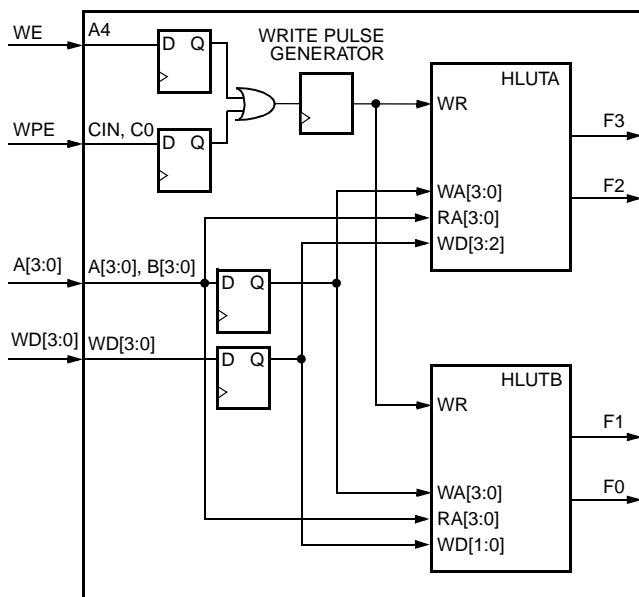 WE
A4
D Q
WRITE PULSE
GENERATOR
HLUTA
WR
F3
WPE
CIN, C0
D Q
F2
WA[3:0]
RA[3:0]
WD[3:2]
A[3:0]
A[3:0], B[3:0]
D Q
WD[3:0]
WD[3:0]
D Q
HLUTB
WR
F1
F0
WA[3:0]
RA[3:0]
WD[1:0]